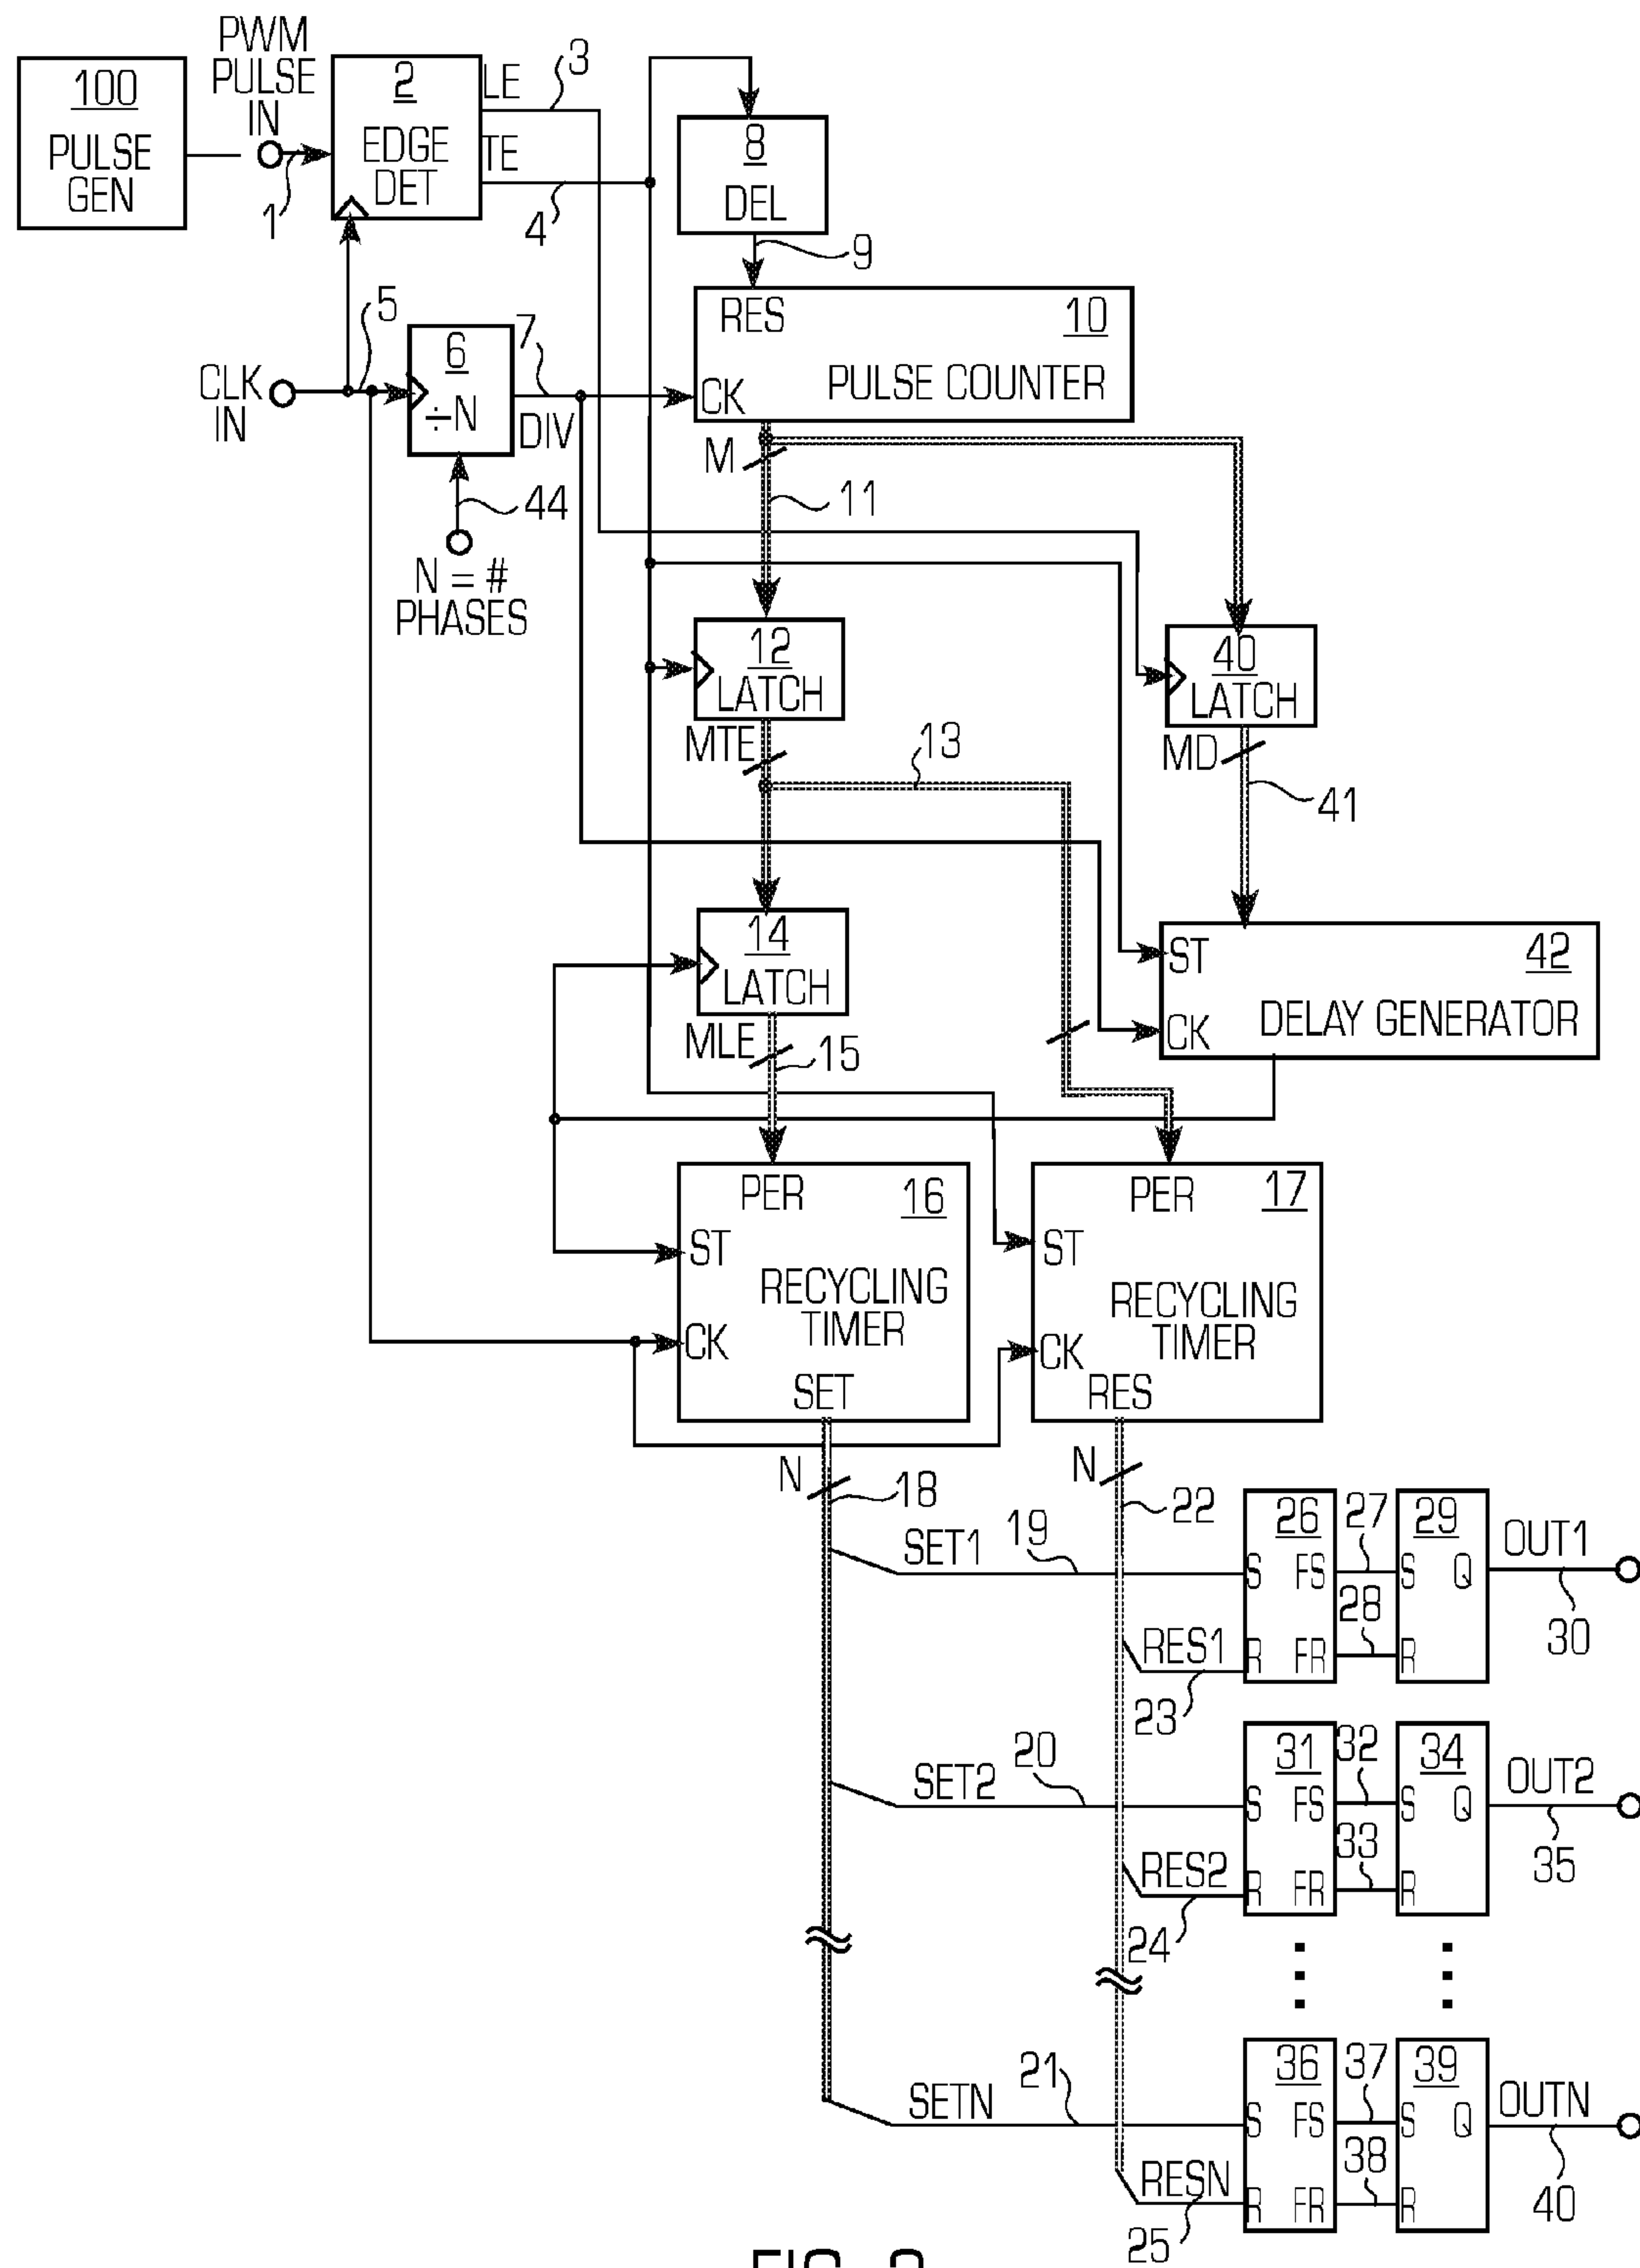 100
PULSE
GEN
PWM
PULSE
IN
1
2
EDGE
DET
LE
TE
3
4
8
DEL
9
CLK
IN
5
6
÷N
7
DIV
44
N = #
PHASES
RES
10
PULSE COUNTER
CK
M
11
12
LATCH
MTE
13
40
LATCH
MD
41
14
LATCH
MLE
15
ST
42
DELAY GENERATOR
CK
PER
16
ST
RECYCLING
TIMER
CK
SET
PER
17
ST
RECYCLING
TIMER
CK
RES
N
18
N
22
SET1
19
RES1
23
26
S FS
R FR
27
28
29
S Q
R
OUT1
30
SET2
20
RES2
24
31
S FS
R FR
32
33
34
S Q
R
OUT2
35
SETN
21
RESN
25
36
S FS
R FR
37
38
39
S Q
R
OUTN
40